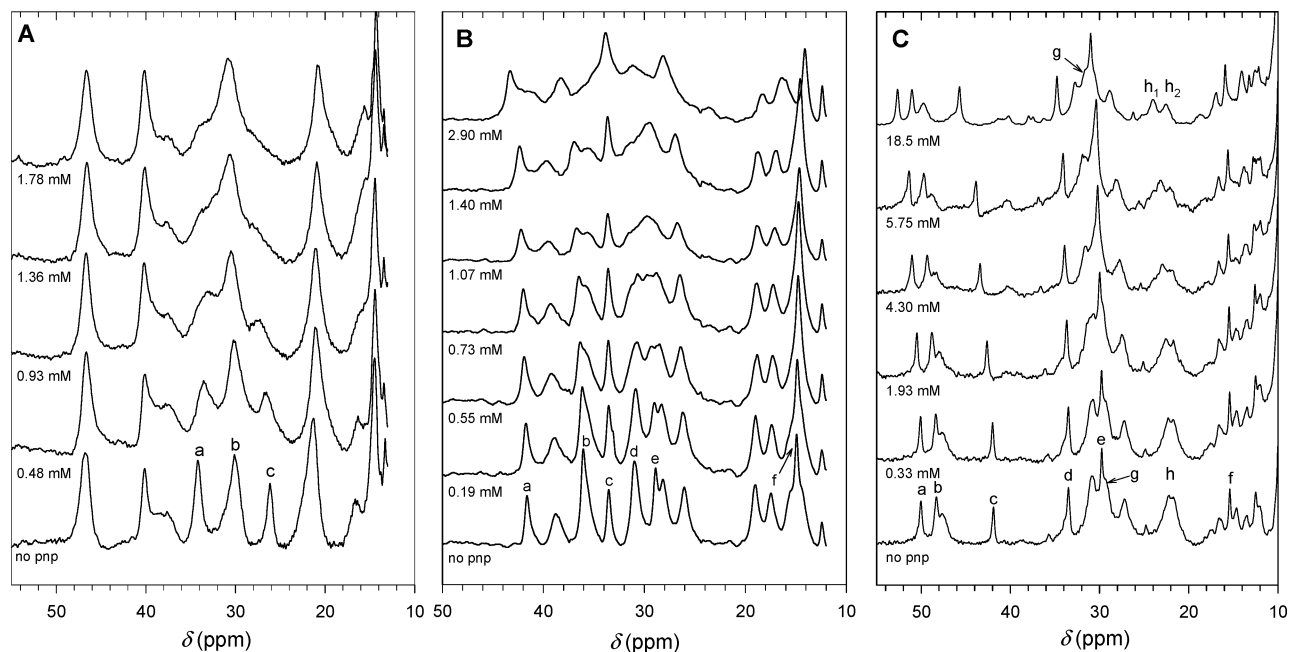 A
1.78 mM
1.36 mM
0.93 mM
0.48 mM
a
b
c
no pnp
50
40
30
20
10
δ (ppm)
B
2.90 mM
1.40 mM
1.07 mM
0.73 mM
0.55 mM
0.19 mM
a
b
c
d
e
f
no pnp
40
30
20
10
δ (ppm)
C
g
h1 h2
18.5 mM
5.75 mM
4.30 mM
1.93 mM
0.33 mM
a
b
c
d
e
g
h
f
no pnp
50
40
30
20
10
δ (ppm)